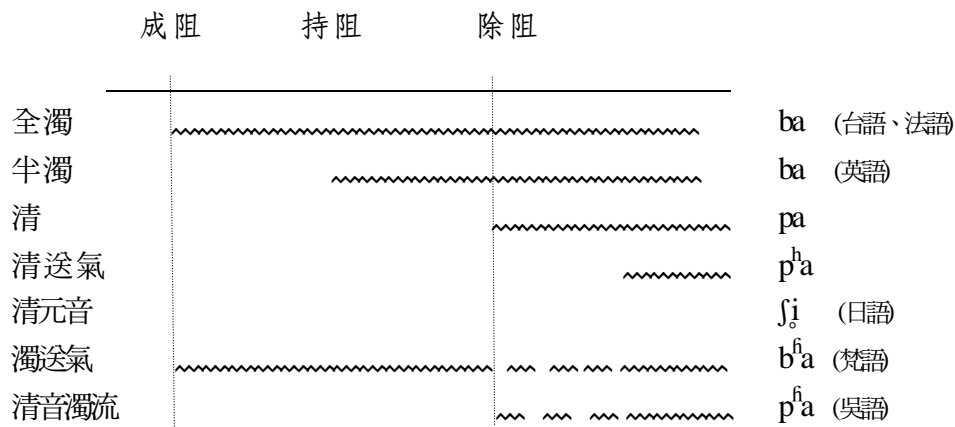 成阻 持阻 除阻
全濁 ba (台語、法語)
半濁 ba (英語)
清 pa
清送氣 pʰa
清元音 ʃi̥ (日語)
濁送氣 bʱa (梵語)
清音濁流 pʱa (吳語)